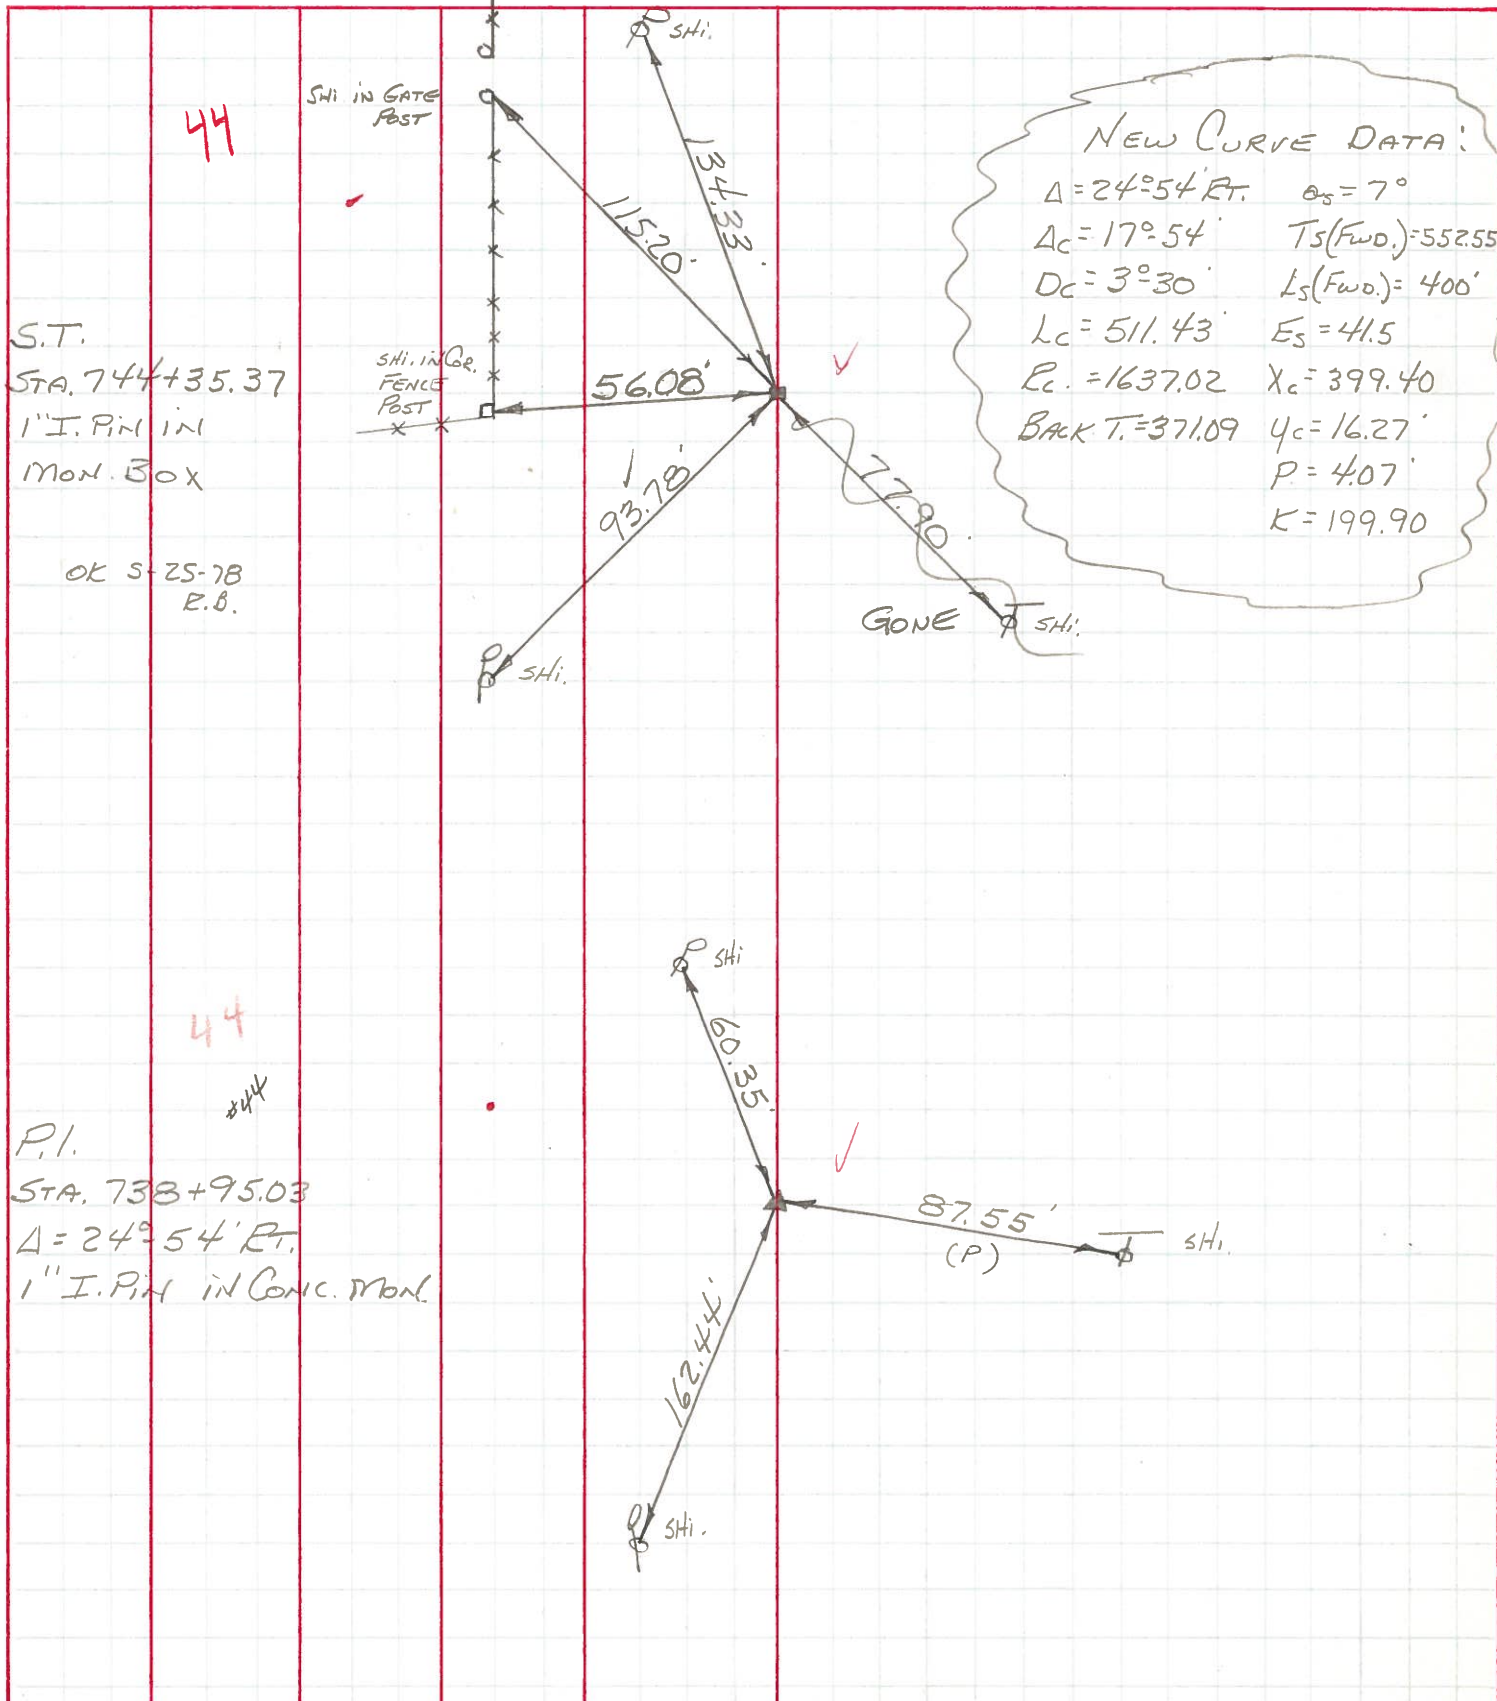 SHi.
SHi IN GATE
POST
44
134.33'
115.20'
NEW CURVE DATA:
Δ = 24°-54' RT. θs = 7°
Δc = 17°-54' Ts (FWD.) = 552.55
Dc = 3°-30' Ls (FWD.) = 400'
Lc = 511.43' Es = 41.5
Rc. = 1637.02 Xc = 399.40
BACK T. = 371.09 Yc = 16.27'
P = 4.07'
K = 199.90
S.T.
STA. 744+35.37
1" I. PiN iN
MON. BOX
SHi. iN COR.
FENCE
POST
56.08'
93.78'
77.90'
OK 5-25-78
R.B.
GONE
SHi.
SHi.
SHi
44
#44
60.35'
P.I.
STA. 738+95.03
Δ = 24°-54' RT.
1" I. PiN iN CONC. MON.
87.55'
(P)
SHi.
162.44'
SHi.